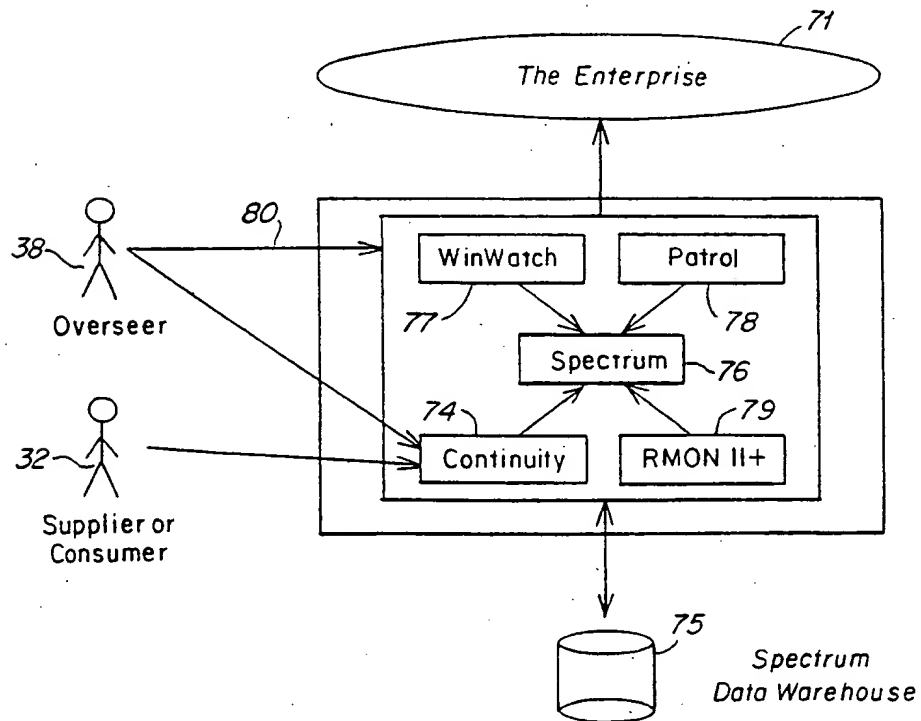 71
The Enterprise
80
38
Overseer
WinWatch
Patrol
77
78
Spectrum
76
74
79
32
Continuity
RMON II+
Supplier or
Consumer
75
Spectrum
Data Warehouse